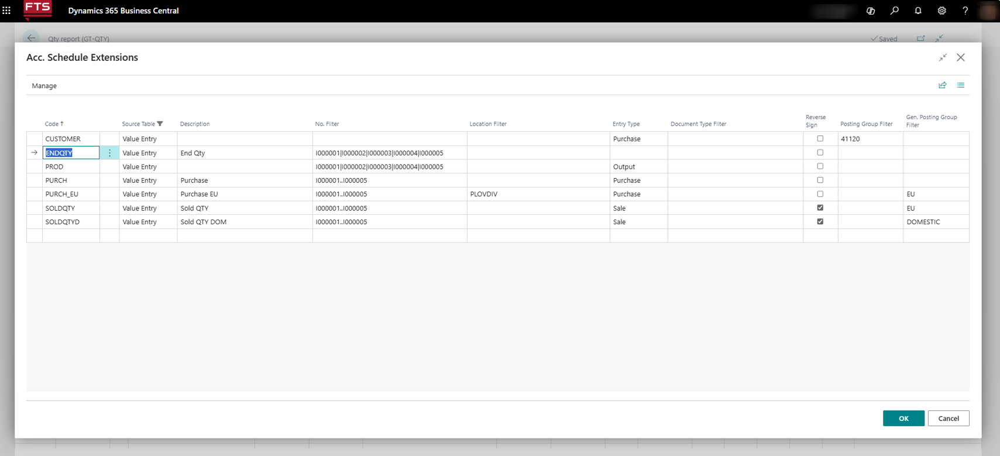 FTS
Dynamics 365 Business Central
Qty report (GT-QTY)
Saved
Acc. Schedule Extensions
Manage
Code↑ Source Table Description No. Filter Location Filter Entry Type Document Type Filter Reverse Sign Posting Group Filter Gen. Posting Group Filter
CUSTOMER Value Entry Purchase 41120
ENDQTY Value Entry End Qty I000001|I000002|I000003|I000004|I000005
PROD Value Entry I000001|I000002|I000003|I000004|I000005 Output
PURCH Value Entry Purchase I000001..I000005 Purchase
PURCH_EU Value Entry Purchase EU I000001..I000005 PLOVDIV Purchase EU
SOLDQTY Value Entry Sold QTY I000001..I000005 Sale EU
SOLDQTYD Value Entry Sold QTY DOM I000001..I000005 Sale DOMESTIC
OK Cancel